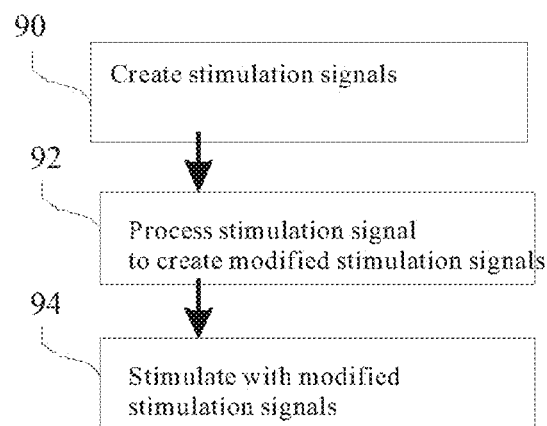 90
Create stimulation signals
92
Process stimulation signal
to create modified stimulation signals
94
Stimulate with modified
stimulation signals